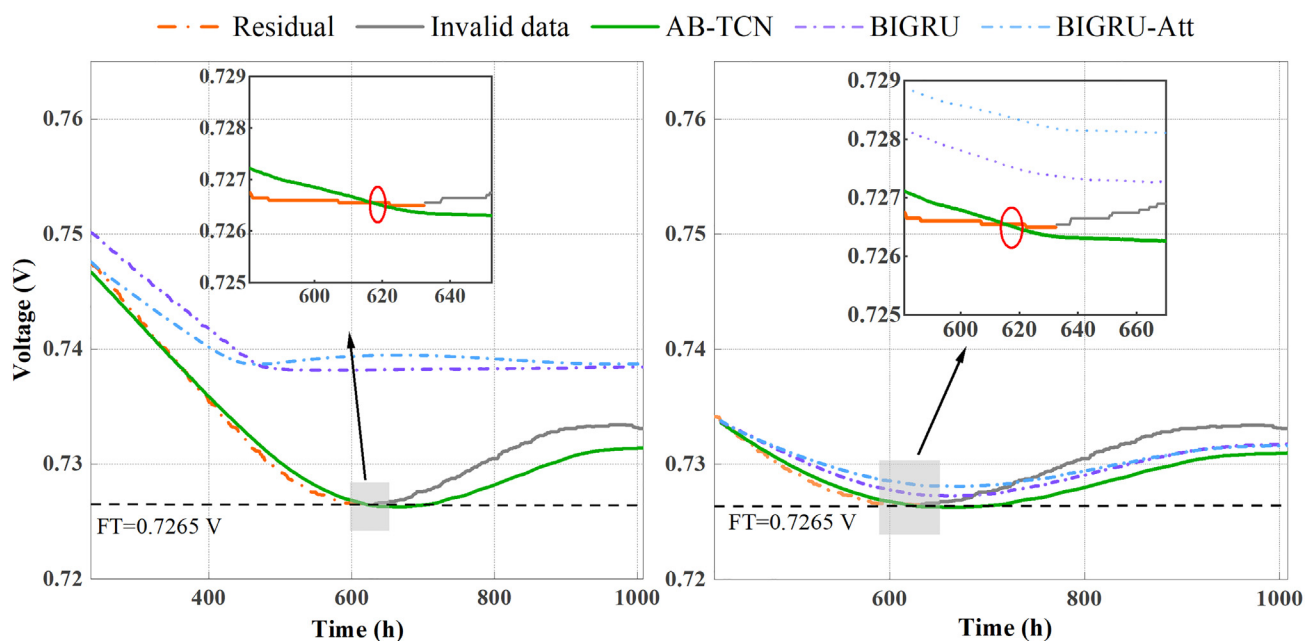 Residual Invalid data AB-TCN BIGRU BIGRU-Att
Voltage (V)
0.76
0.75
0.74
0.73
0.72
400 600 800 1000
Time (h)
FT=0.7265 V
0.729
0.728
0.727
0.726
0.725
600 620 640
0.76
0.75
0.74
0.73
0.72
600 800 1000
Time (h)
FT=0.7265 V
0.729
0.728
0.727
0.726
0.725
600 620 640 660